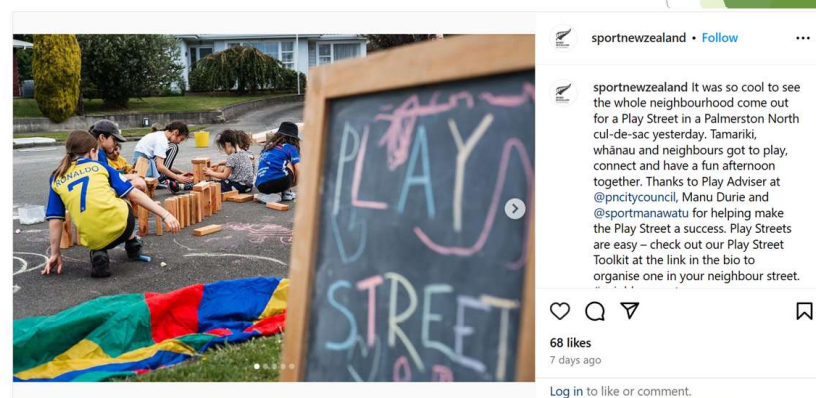 PLAY
STREET
RONALDO
7
sportnewzealand • Follow
sportnewzealand It was so cool to see
the whole neighbourhood come out
for a Play Street in a Palmerston North
cul-de-sac yesterday. Tamariki,
whānau and neighbours got to play,
connect and have a fun afternoon
together. Thanks to Play Adviser at
@pncitycouncil, Manu Durie and
@sportmanawatu for helping make
the Play Street a success. Play Streets
are easy – check out our Play Street
Toolkit at the link in the bio to
organise one in your neighbour street.
68 likes
7 days ago
Log in to like or comment.